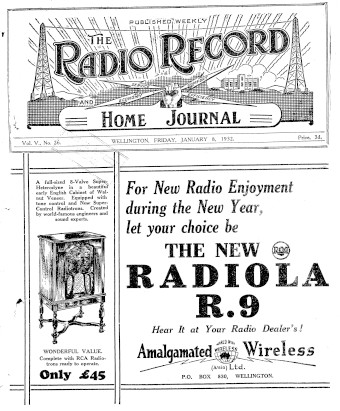 PUBLISHED WEEKLY
THE
RADIO RECORD
AND
HOME JOURNAL
Vol. V., No. 26.
WELLINGTON, FRIDAY, JANUARY 8, 1932.
Price, 3d.
A full-sized 8-Valve Super-
Heterodyne in a beautiful
early English Cabinet of Wal-
nut Veneer. Equipped with
tone control and New Super-
Control Radiotrons. Created
by world-famous engineers and
sound experts.
WONDERFUL VALUE.
Complete with RCA Radio-
trons ready to operate.
Only £45
For New Radio Enjoyment
during the New Year,
let your choice be
THE NEW
RCA
RADIOLA
R.9
Hear It at Your Radio Dealer's!
Amalgamated WIRELESS Wireless
(A/sia) Ltd.
P.O. BOX 830, WELLINGTON.